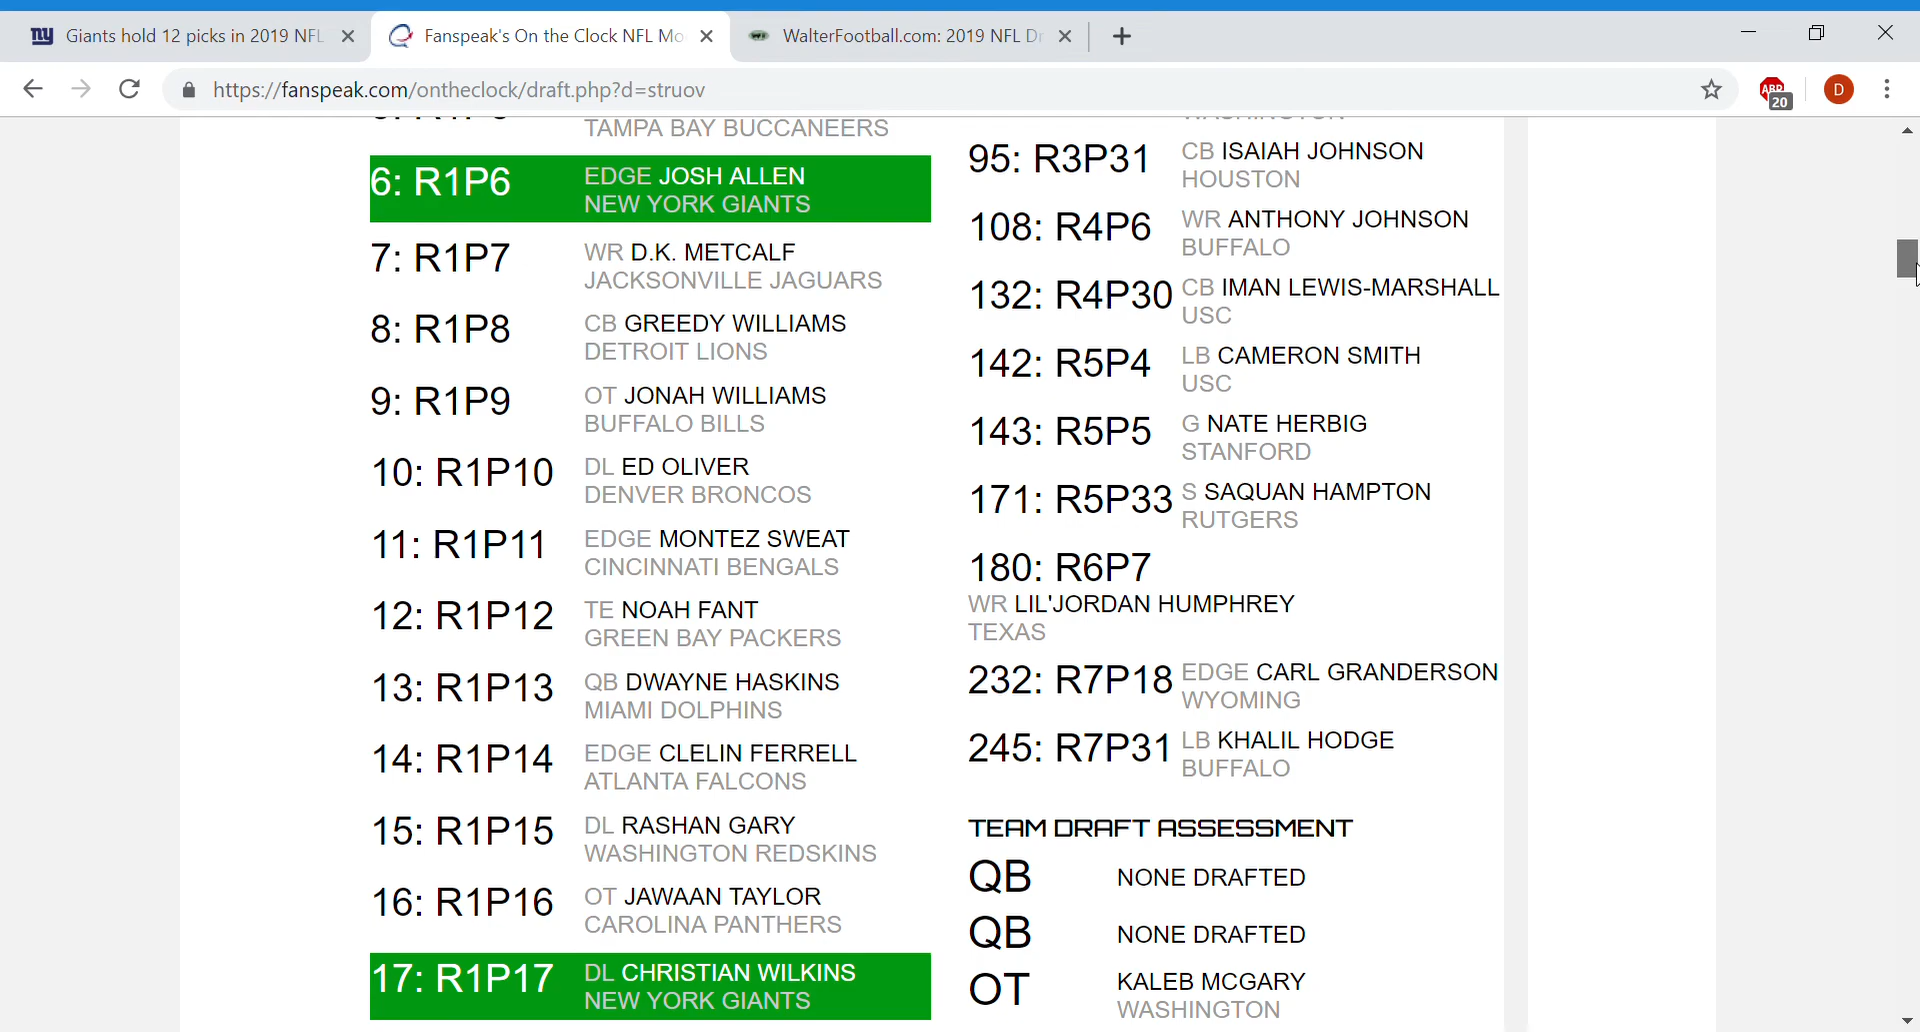 Giants hold 12 picks in 2019 NFL
Fanspeak's On the Clock NFL Mo
WalterFootball.com: 2019 NFL Dr
https://fanspeak.com/ontheclock/draft.php?d=struov
ABP
20
D
TAMPA BAY BUCCANEERS
6: R1P6
EDGE JOSH ALLEN
NEW YORK GIANTS
7: R1P7
WR D.K. METCALF
JACKSONVILLE JAGUARS
8: R1P8
CB GREEDY WILLIAMS
DETROIT LIONS
9: R1P9
OT JONAH WILLIAMS
BUFFALO BILLS
10: R1P10
DL ED OLIVER
DENVER BRONCOS
11: R1P11
EDGE MONTEZ SWEAT
CINCINNATI BENGALS
12: R1P12
TE NOAH FANT
GREEN BAY PACKERS
13: R1P13
QB DWAYNE HASKINS
MIAMI DOLPHINS
14: R1P14
EDGE CLELIN FERRELL
ATLANTA FALCONS
15: R1P15
DL RASHAN GARY
WASHINGTON REDSKINS
16: R1P16
OT JAWAAN TAYLOR
CAROLINA PANTHERS
17: R1P17
DL CHRISTIAN WILKINS
NEW YORK GIANTS
WASHINGTON
95: R3P31
CB ISAIAH JOHNSON
HOUSTON
108: R4P6
WR ANTHONY JOHNSON
BUFFALO
132: R4P30
CB IMAN LEWIS-MARSHALL
USC
142: R5P4
LB CAMERON SMITH
USC
143: R5P5
G NATE HERBIG
STANFORD
171: R5P33
S SAQUAN HAMPTON
RUTGERS
180: R6P7
WR LIL'JORDAN HUMPHREY
TEXAS
232: R7P18
EDGE CARL GRANDERSON
WYOMING
245: R7P31
LB KHALIL HODGE
BUFFALO
TEAM DRAFT ASSESSMENT
QB
NONE DRAFTED
QB
NONE DRAFTED
OT
KALEB MCGARY
WASHINGTON